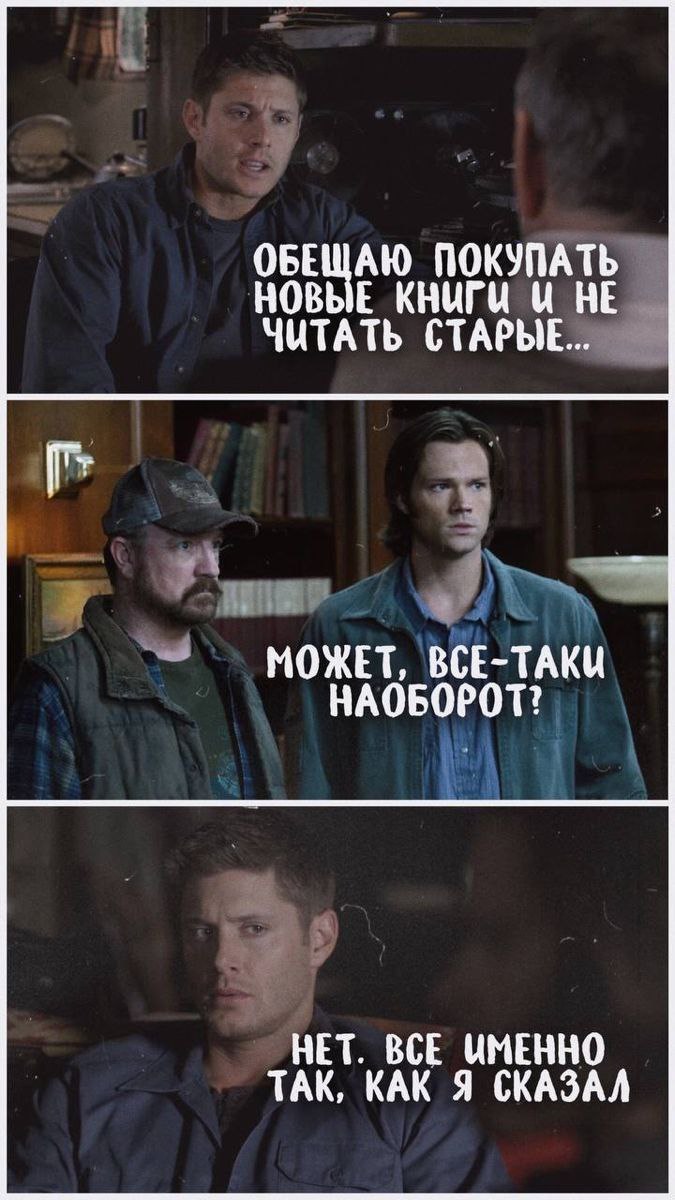 ОБЕЩАЮ ПОКУПАТЬ
НОВЫЕ КНИГИ И НЕ
ЧИТАТЬ СТАРЫЕ...
МОЖЕТ, ВСЕ-ТАКИ
НАОБОРОТ?
НЕТ. ВСЕ ИМЕННО
ТАК, КАК Я СКАЗАЛ